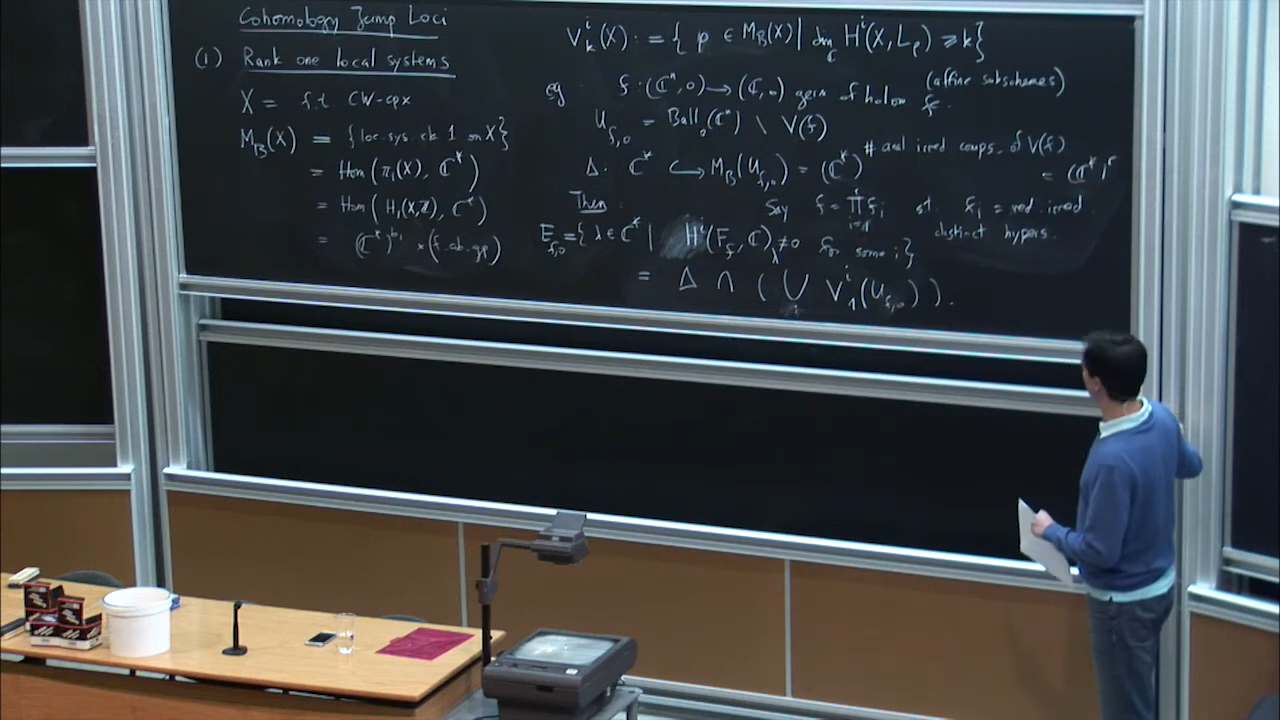 Cohomology Jump Loci
(1) Rank one local systems
X = f.t. CW-cpx
M_B(X) = {loc. sys. rk 1 on X}
= Hom(π_1(X), ℂ*)
= Hom(H_1(X,ℤ), ℂ*)
= (ℂ*)^{b_1} × (f. ab. gp)
V^i_k(X) := {ρ ∈ M_B(X) | dim_ℂ H^i(X, L_ρ) ≥ k}
(affine subschemes)
eg f: (ℂ^n, 0) → (ℂ, 0) germ of holom fc.
U_{f,0} = Ball_0(ℂ^n) \ V(f)
Δ: ℂ* ↪ M_B(U_{f,0}) = (ℂ*)^{# anal irred comps. of V(f)} = (ℂ*)^r
Say f = ∏_{i=1}^r f_i st. f_i = red. irred. distinct hypers.
Then:
E_{f,0} = {λ ∈ ℂ* | H^i(F_f, ℂ)_λ ≠ 0 for some i}
= Δ ∩ (⋃_i V^i_1(U_{f,0})).